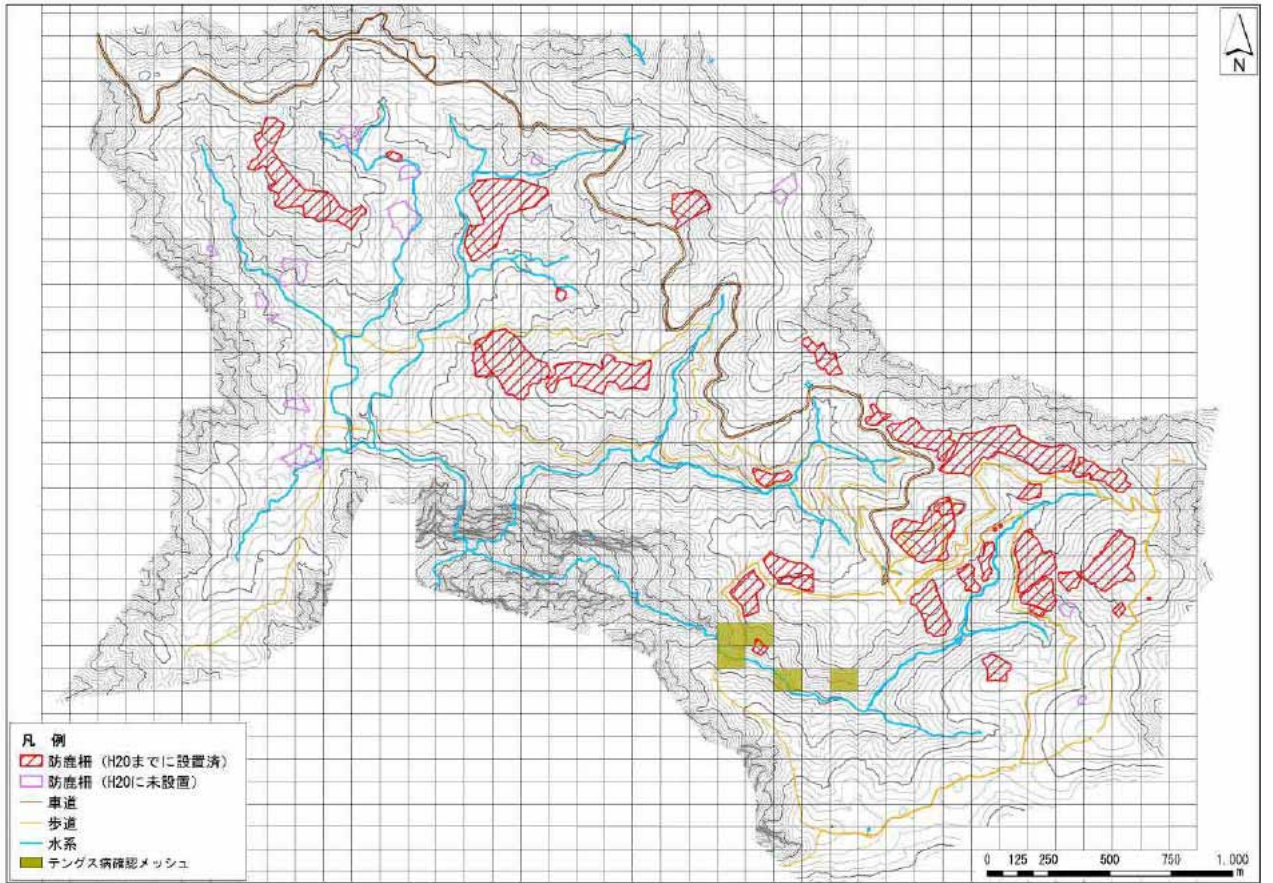 N
凡 例
防鹿柵（H20までに設置済）
防鹿柵（H20に未設置）
車道
歩道
水系
テングス病確認メッシュ
0 125 250 500 750 1,000
m